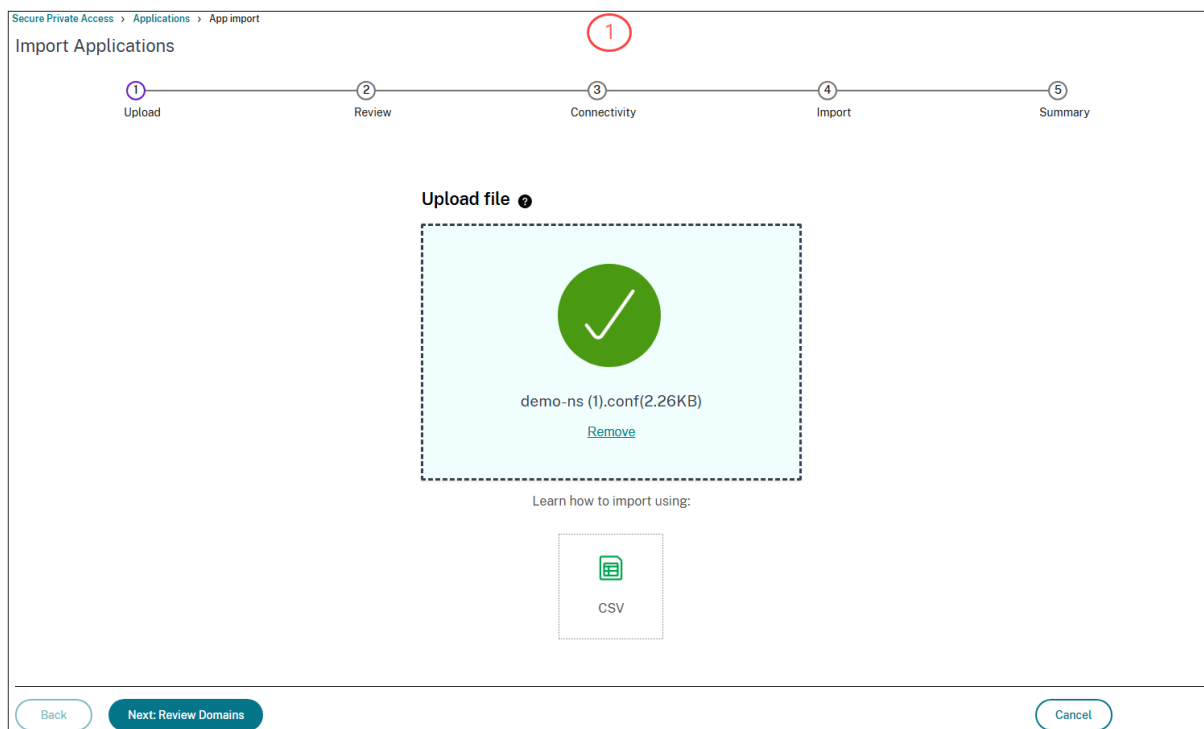 Secure Private Access > Applications > App import
1
Import Applications
1 2 3 4 5
Upload Review Connectivity Import Summary
Upload file ?
demo-ns (1).conf(2.26KB)
Remove
Learn how to import using:
CSV
Back Next: Review Domains Cancel